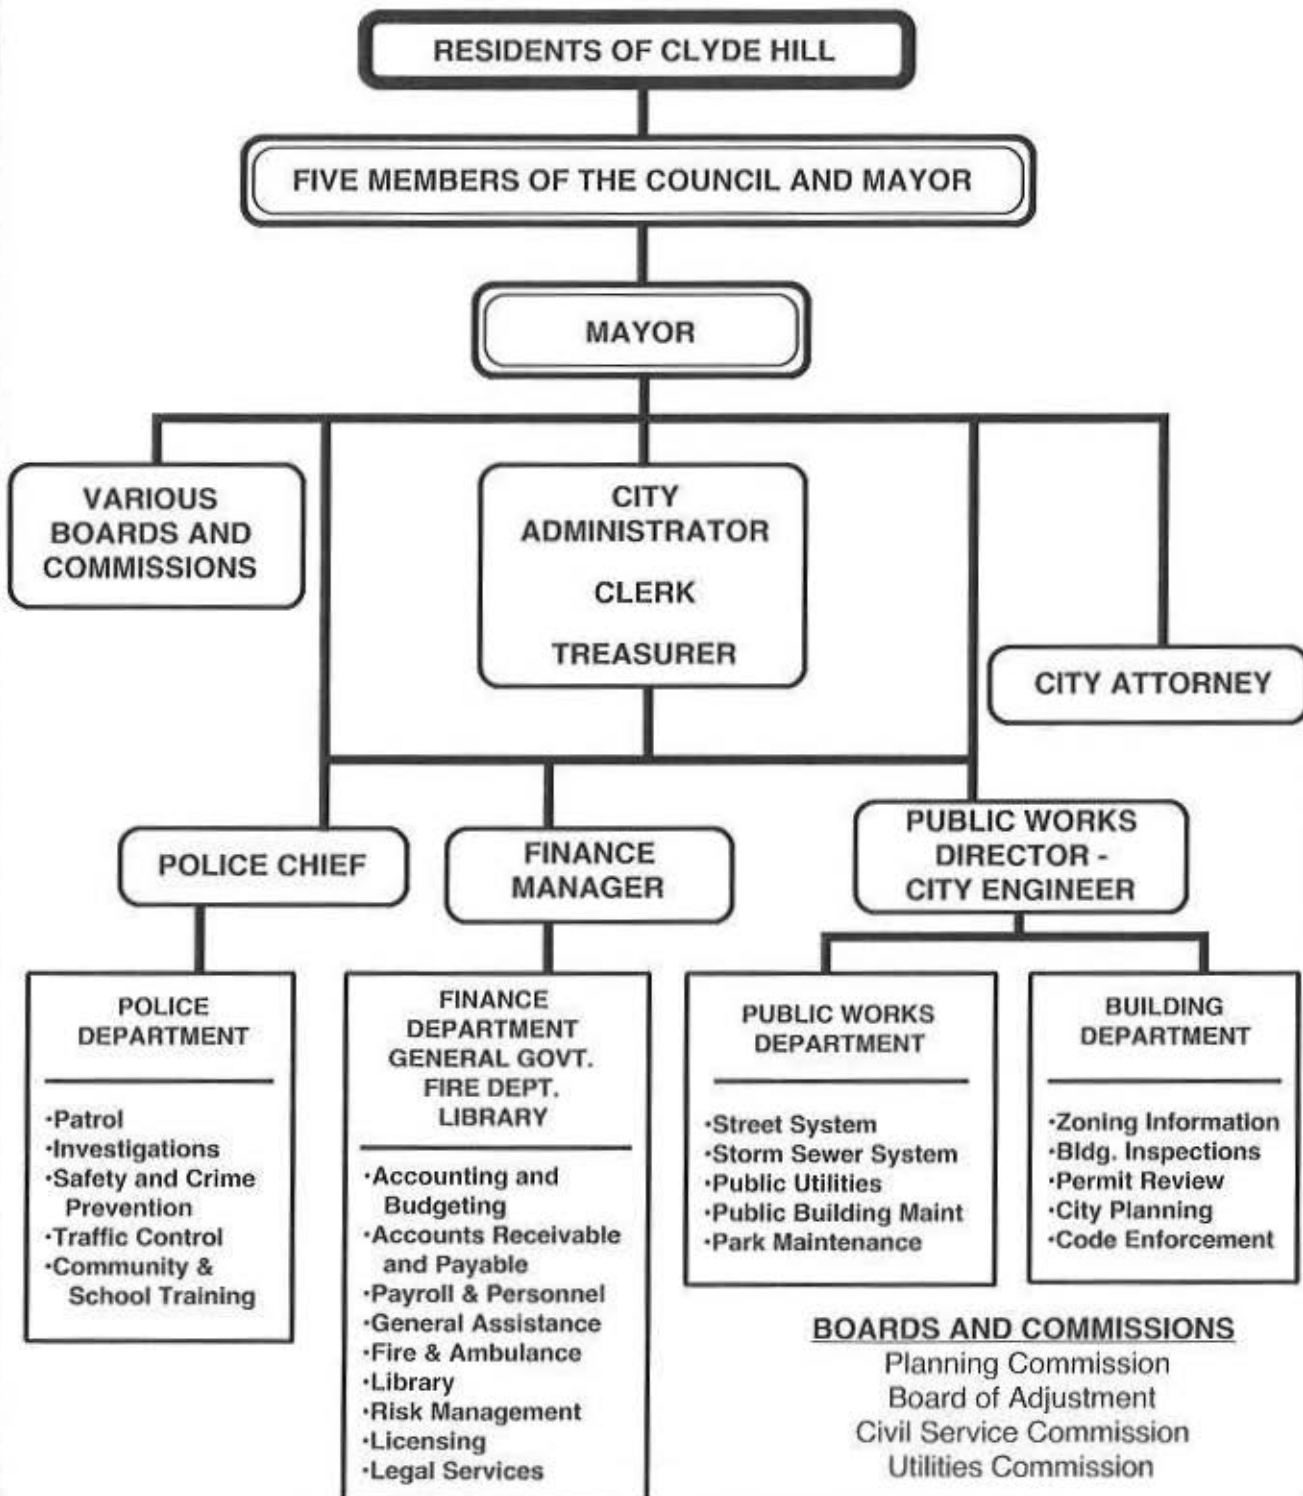 RESIDENTS OF CLYDE HILL
FIVE MEMBERS OF THE COUNCIL AND MAYOR
MAYOR
VARIOUS
BOARDS AND
COMMISSIONS
CITY
ADMINISTRATOR
CLERK
TREASURER
CITY ATTORNEY
POLICE CHIEF
FINANCE
MANAGER
PUBLIC WORKS
DIRECTOR -
CITY ENGINEER
POLICE
DEPARTMENT
•Patrol
•Investigations
•Safety and Crime
Prevention
•Traffic Control
•Community &
School Training
FINANCE
DEPARTMENT
GENERAL GOVT.
FIRE DEPT.
LIBRARY
•Accounting and
Budgeting
•Accounts Receivable
and Payable
•Payroll & Personnel
•General Assistance
•Fire & Ambulance
•Library
•Risk Management
•Licensing
•Legal Services
PUBLIC WORKS
DEPARTMENT
•Street System
•Storm Sewer System
•Public Utilities
•Public Building Maint
•Park Maintenance
BUILDING
DEPARTMENT
•Zoning Information
•Bldg. Inspections
•Permit Review
•City Planning
•Code Enforcement
BOARDS AND COMMISSIONS
Planning Commission
Board of Adjustment
Civil Service Commission
Utilities Commission